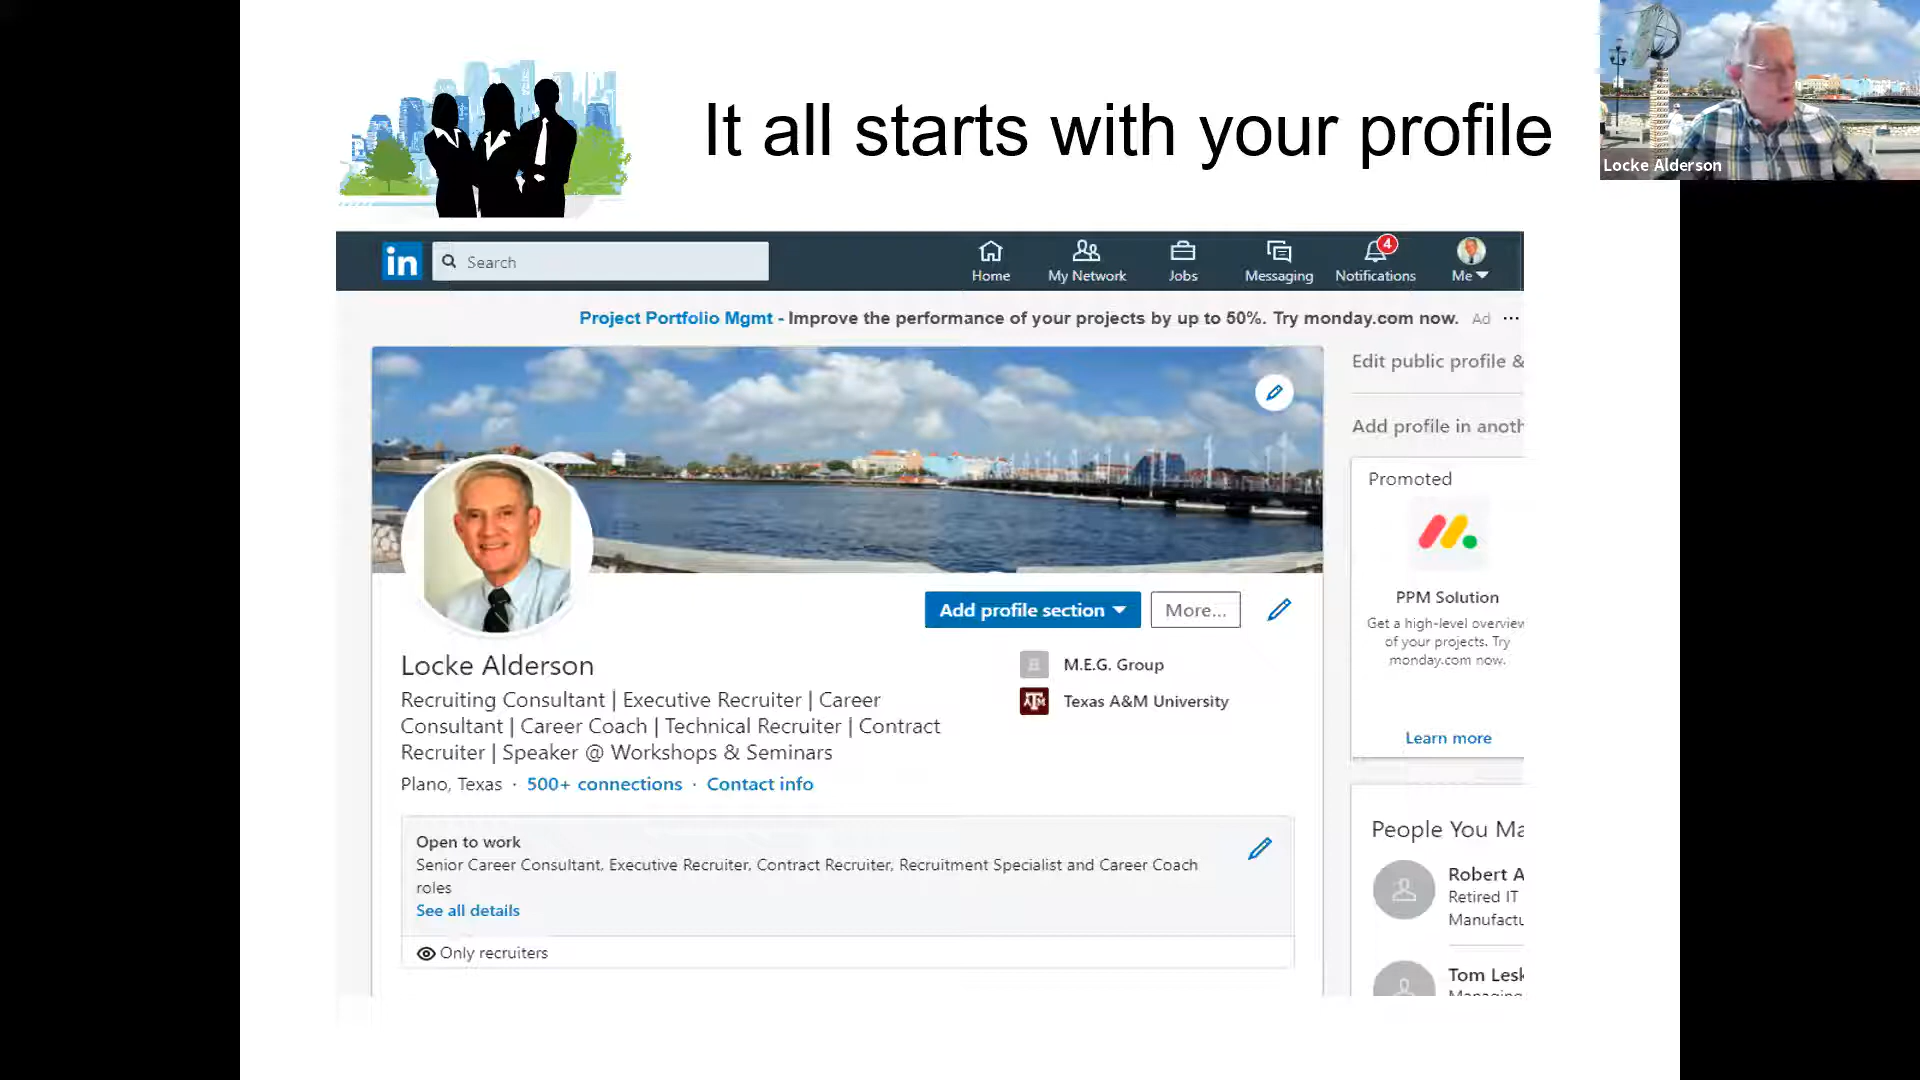 It all starts with your profile
Locke Alderson
in
Search
Home
My Network
Jobs
Messaging
4
Notifications
Me
Project Portfolio Mgmt - Improve the performance of your projects by up to 50%. Try monday.com now. Ad ...
Edit public profile &
Add profile in anoth
Promoted
PPM Solution
Get a high-level overview
of your projects. Try
monday.com now.
Learn more
Add profile section
More...
Locke Alderson
Recruiting Consultant | Executive Recruiter | Career
Consultant | Career Coach | Technical Recruiter | Contract
Recruiter | Speaker @ Workshops & Seminars
Plano, Texas · 500+ connections · Contact info
M.E.G. Group
ATM
Texas A&M University
Open to work
Senior Career Consultant, Executive Recruiter, Contract Recruiter, Recruitment Specialist and Career Coach
roles
See all details
Only recruiters
People You Ma
Robert A
Retired IT
Manufactu
Tom Lesk